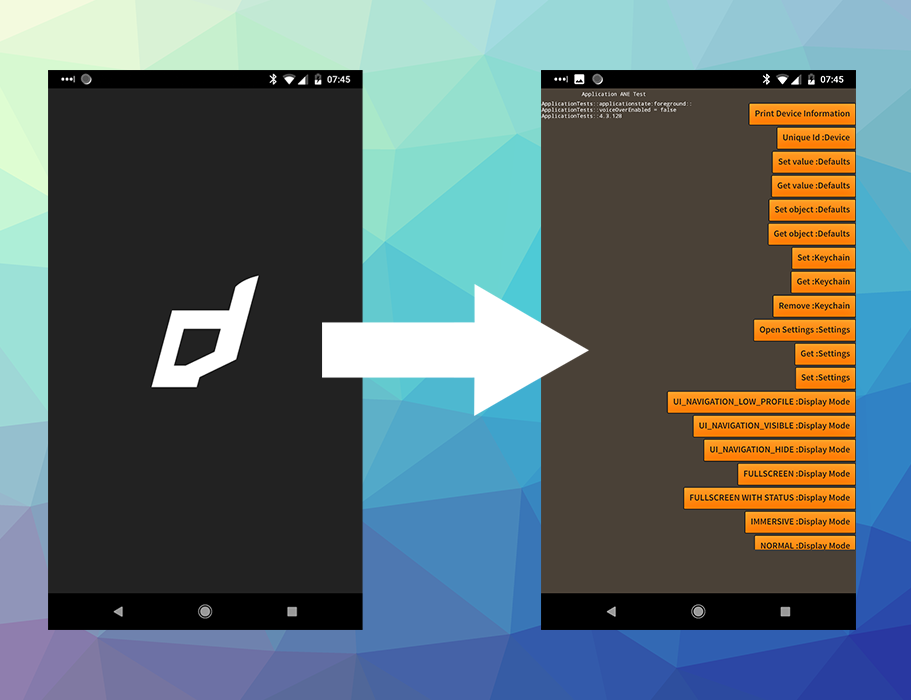 07:45
07:45
Application ANE Test
ApplicationTests::applicationstate:foreground::
ApplicationTests::voiceOverEnabled = false
ApplicationTests::4.3.128
Print Device Information
Unique Id :Device
Set value :Defaults
Get value :Defaults
Set object :Defaults
Get object :Defaults
Set :Keychain
Get :Keychain
Remove :Keychain
Open Settings :Settings
Get :Settings
Set :Settings
UI_NAVIGATION_LOW_PROFILE :Display Mode
UI_NAVIGATION_VISIBLE :Display Mode
UI_NAVIGATION_HIDE :Display Mode
FULLSCREEN :Display Mode
FULLSCREEN WITH STATUS :Display Mode
IMMERSIVE :Display Mode
NORMAL :Display Mode